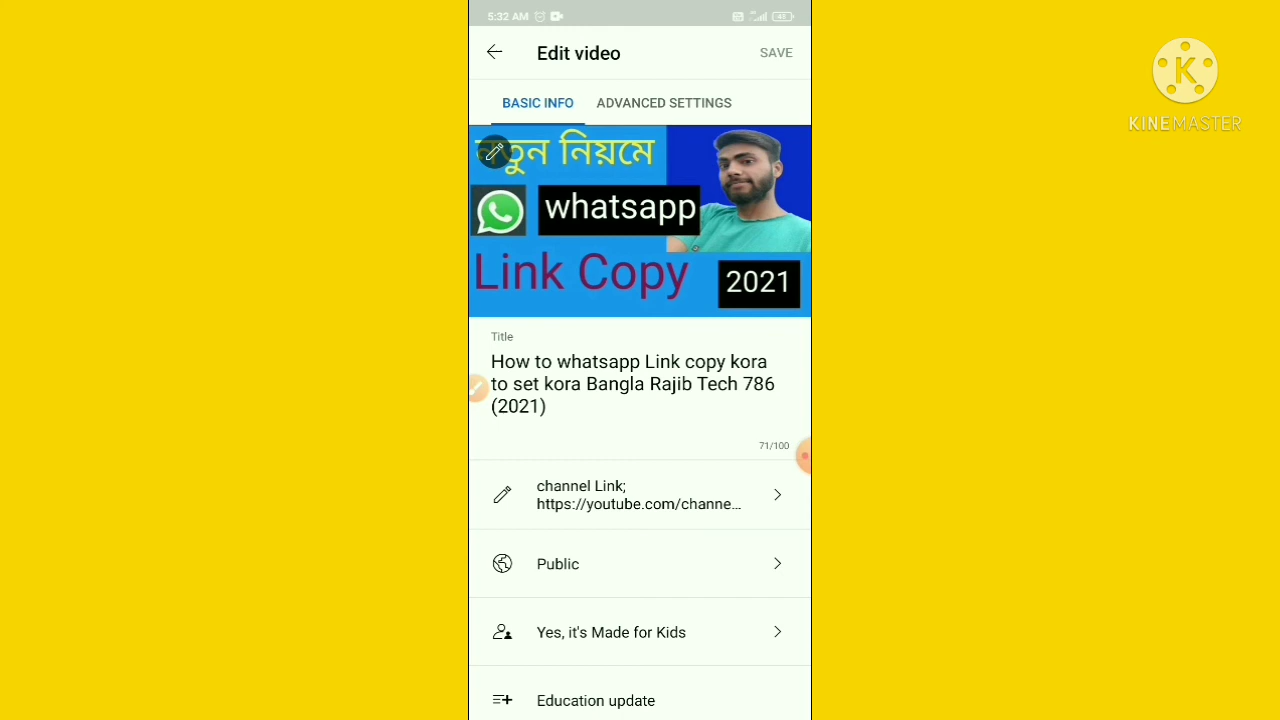 5:32 AM
43
Edit video
SAVE
BASIC INFO
ADVANCED SETTINGS
নতুন নিয়মে
whatsapp
Link Copy
2021
Title
How to whatsapp Link copy kora
to set kora Bangla Rajib Tech 786
(2021)
71/100
channel Link;
https://youtube.com/channe...
Public
Yes, it's Made for Kids
Education update
K
KINEMASTER